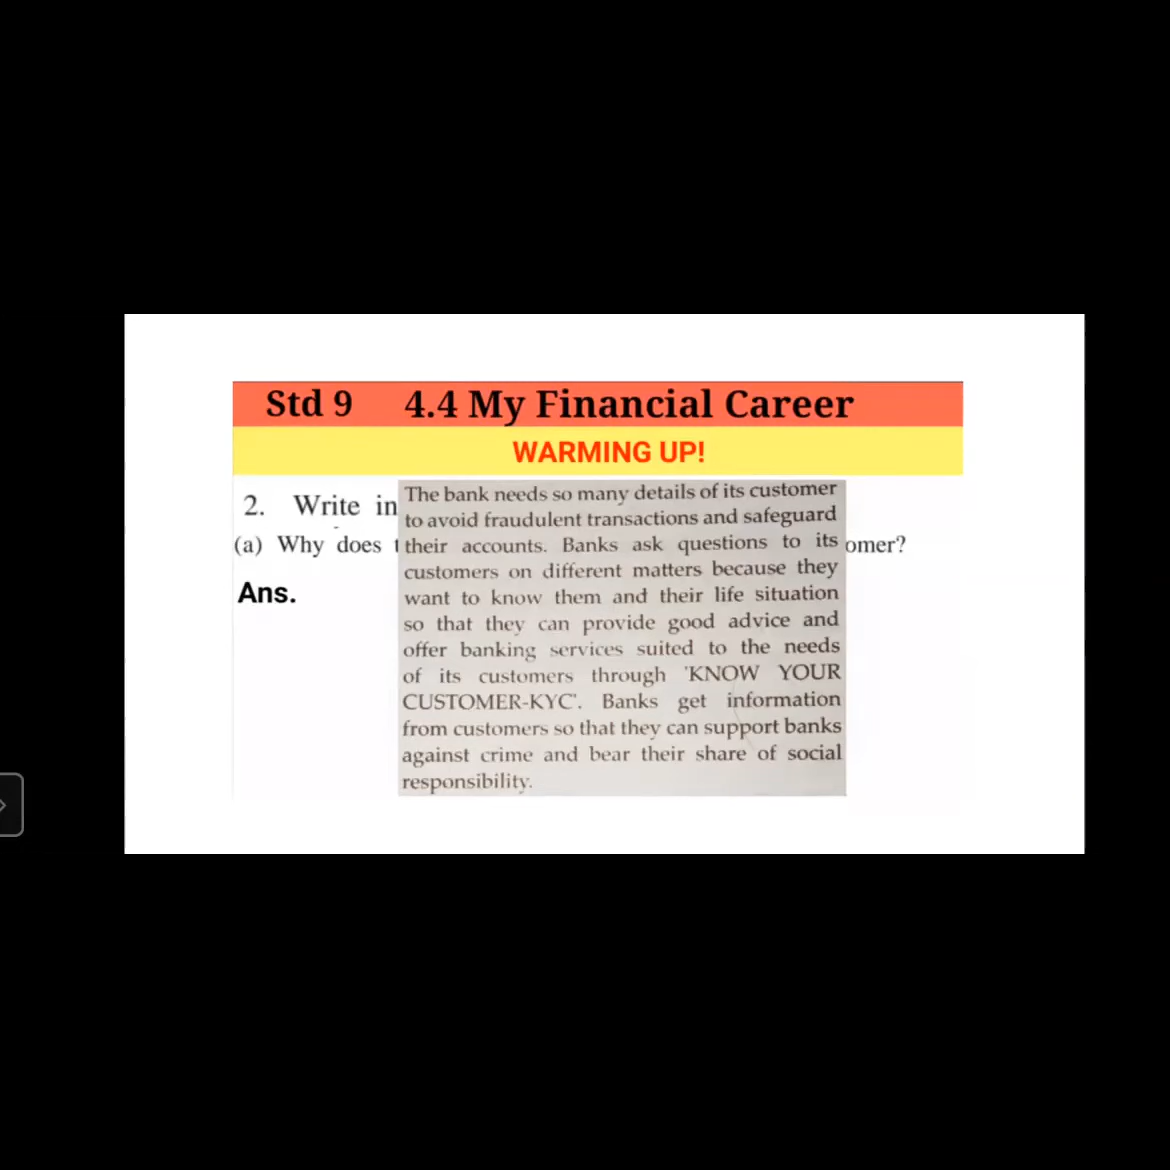 Std 9 4.4 My Financial Career
WARMING UP!
2. Write in
(a) Why does
omer?
Ans.
The bank needs so many details of its customer
to avoid fraudulent transactions and safeguard
their accounts. Banks ask questions to its
customers on different matters because they
want to know them and their life situation
so that they can provide good advice and
offer banking services suited to the needs
of its customers through 'KNOW YOUR
CUSTOMER-KYC'. Banks get information
from customers so that they can support banks
against crime and bear their share of social
responsibility.